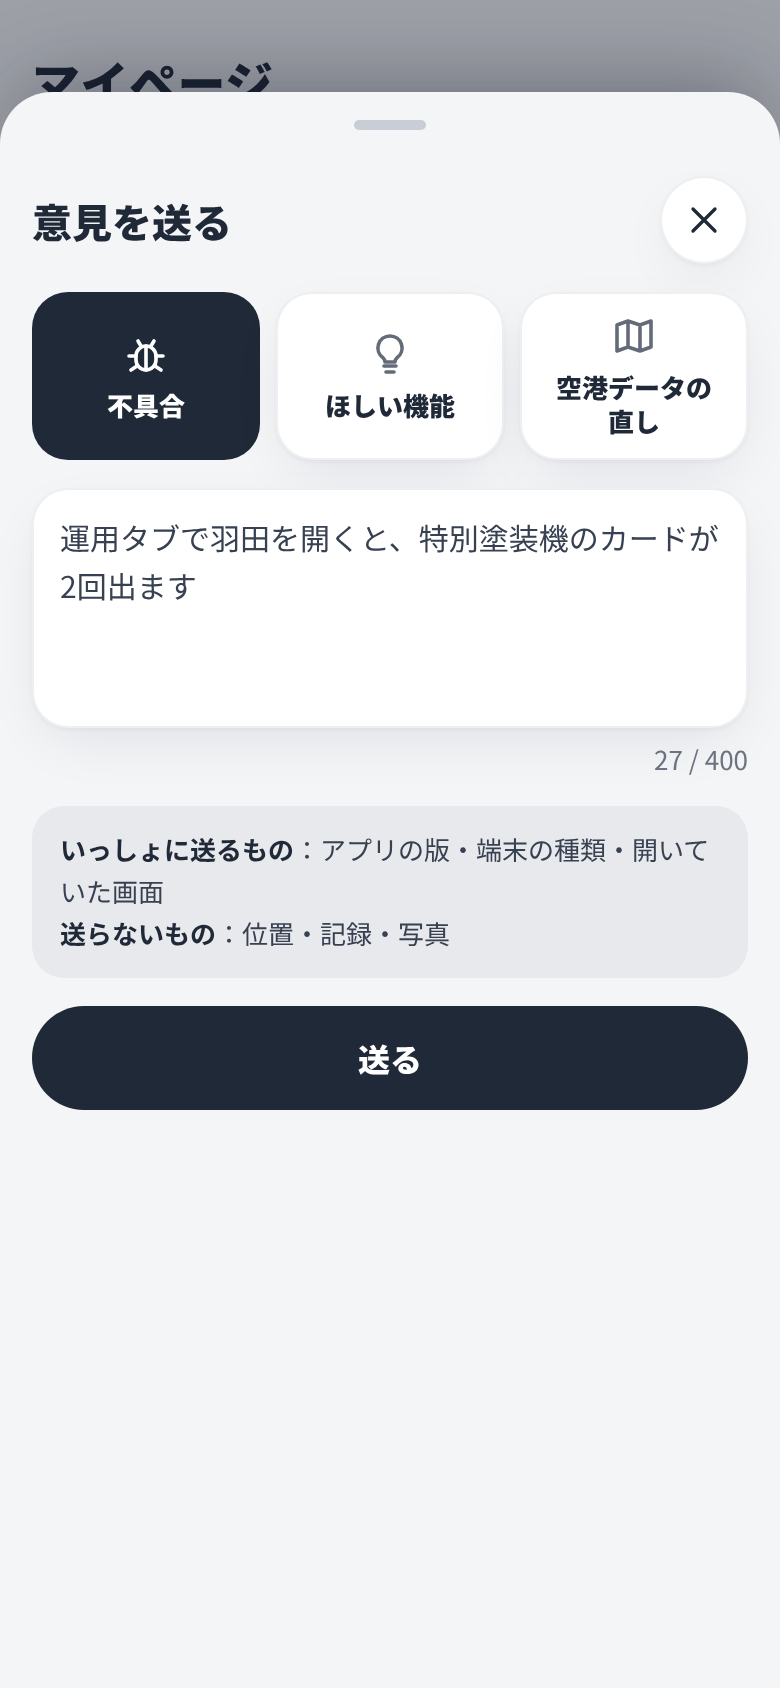 マイページ
意見を送る
不具合
ほしい機能
空港データの
直し
運用タブで羽田を開くと、特別塗装機のカードが
2回出ます
27 / 400
いっしょに送るもの：アプリの版・端末の種類・開いて
いた画面
送らないもの：位置・記録・写真
送る